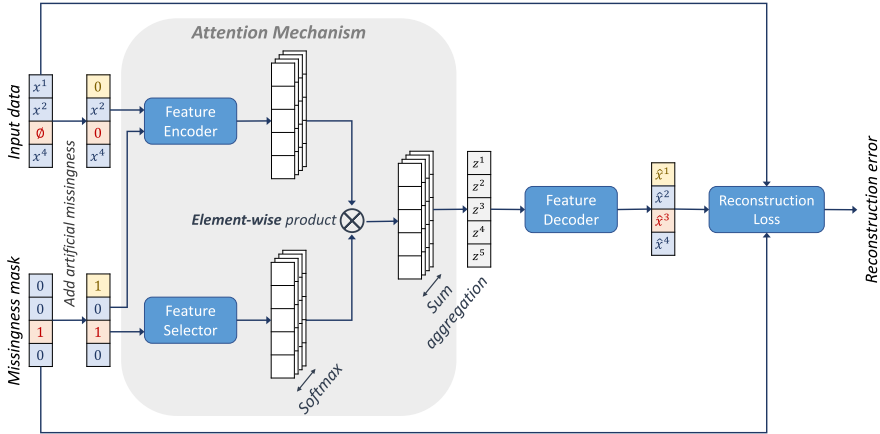 Attention Mechanism
Input data
x¹
x²
∅
x⁴
0
x²
0
x⁴
Add artificial missingness
Feature
Encoder
Element-wise product
Missingness mask
0
0
1
0
1
0
1
0
Feature
Selector
Softmax
Sum
aggregation
z¹
z²
z³
z⁴
z⁵
Feature
Decoder
x̂¹
x̂²
x̂³
x̂⁴
Reconstruction
Loss
Reconstruction error